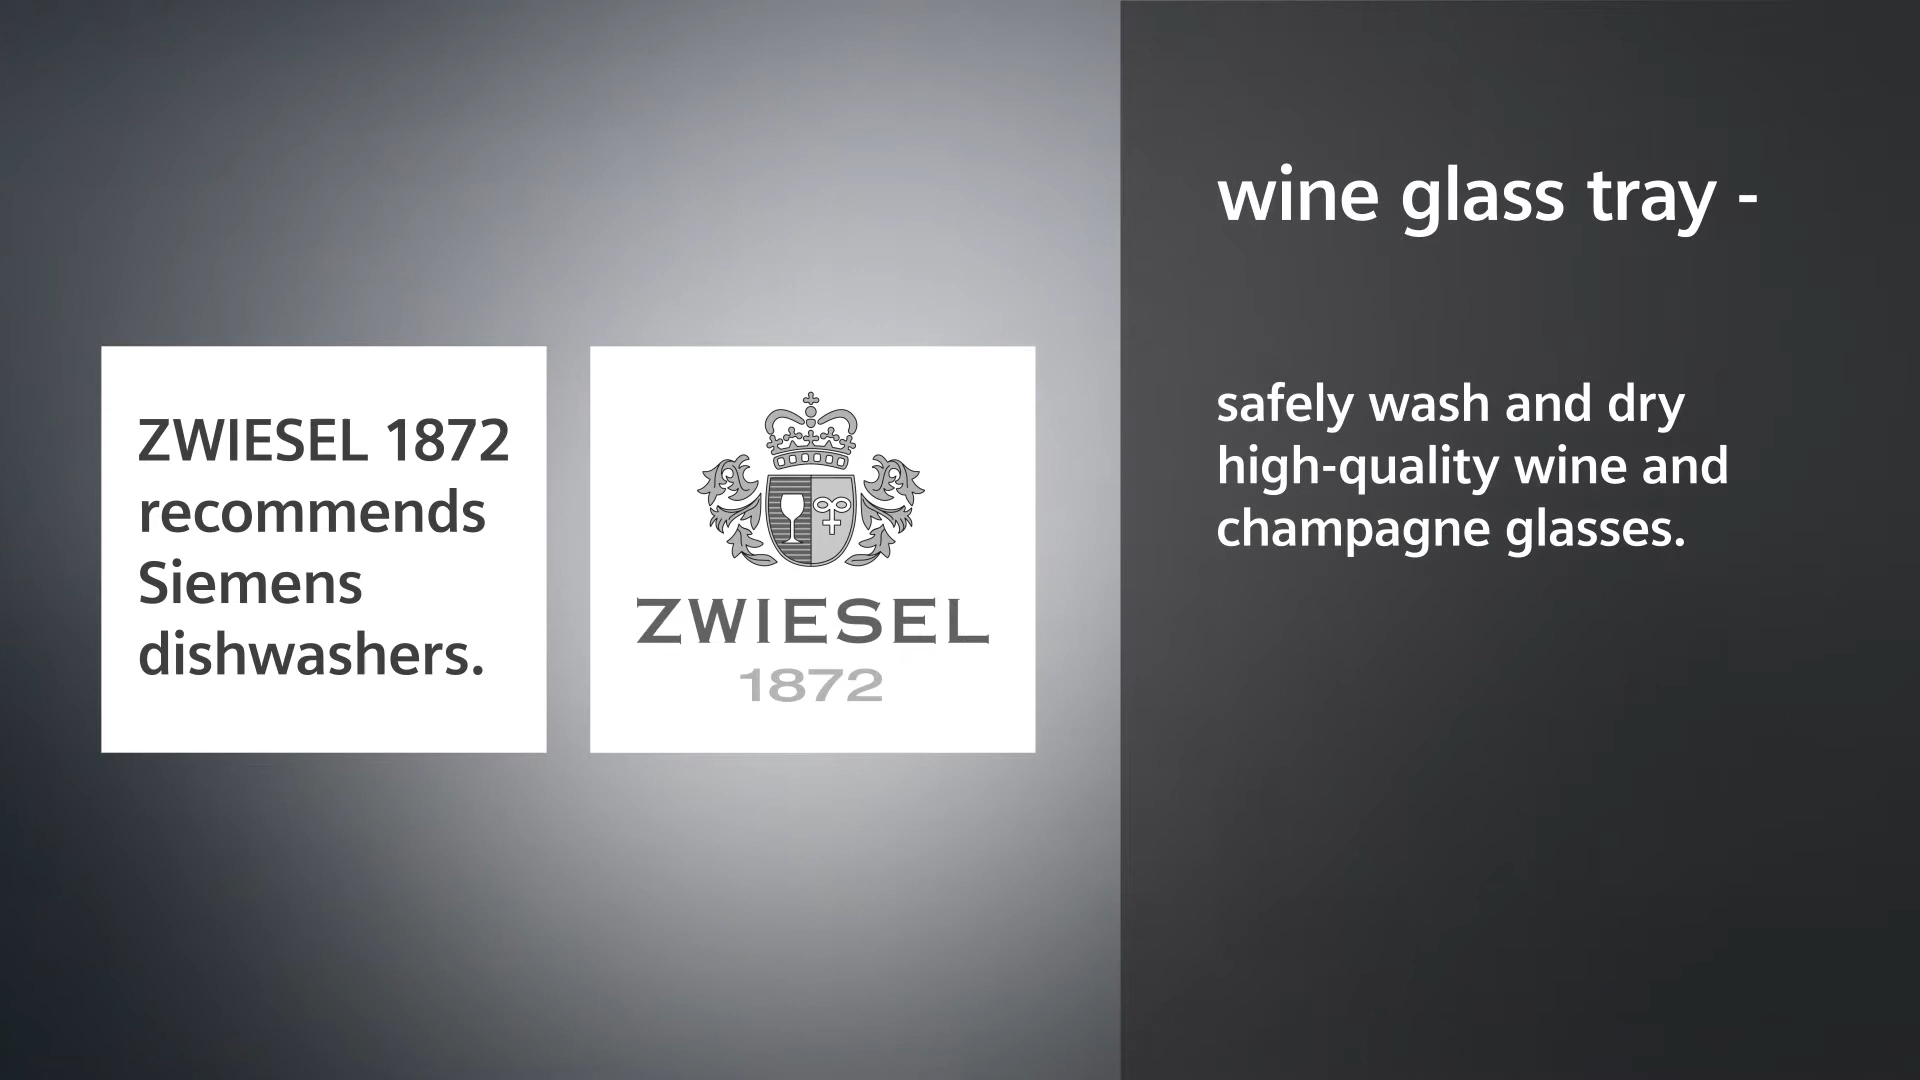 ZWIESEL 1872
recommends
Siemens
dishwashers.
ZWIESEL
1872
wine glass tray -
safely wash and dry
high-quality wine and
champagne glasses.